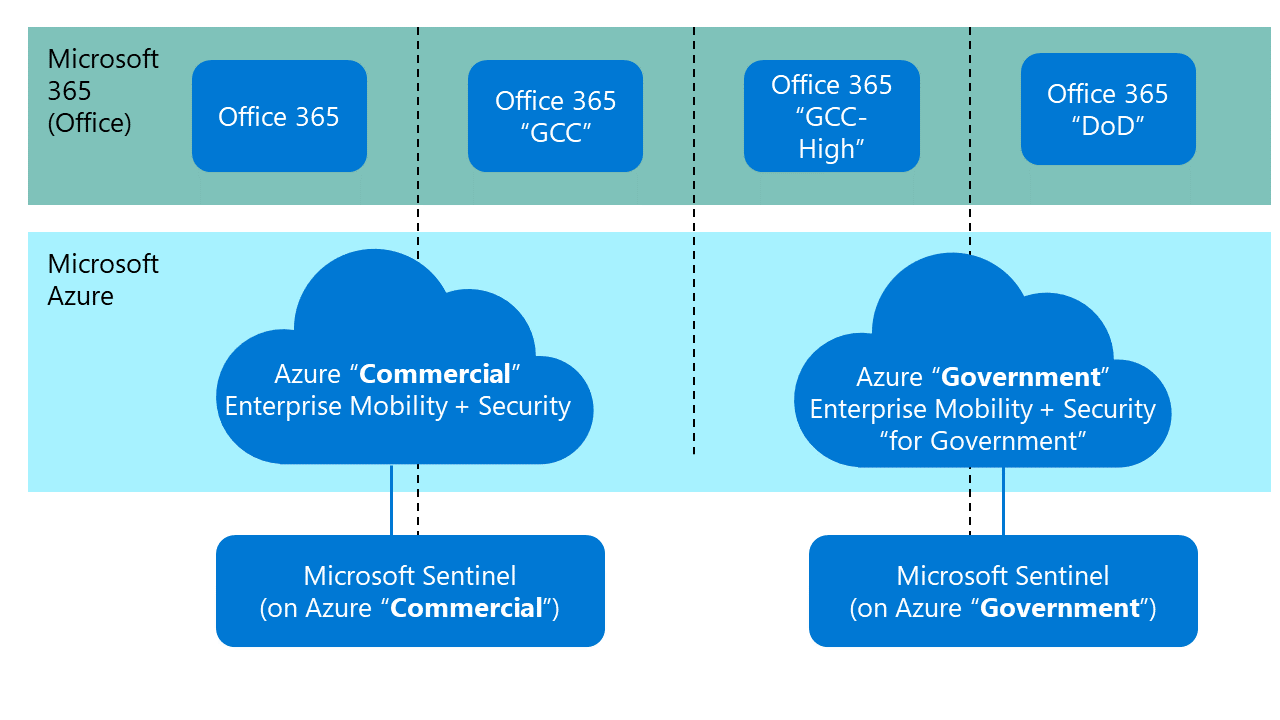 Microsoft
365
(Office)
Office 365
Office 365
“GCC”
Office 365
“GCC-
High”
Office 365
“DoD”
Microsoft
Azure
Azure “Commercial”
Enterprise Mobility + Security
Azure “Government”
Enterprise Mobility + Security
“for Government”
Microsoft Sentinel
(on Azure “Commercial”)
Microsoft Sentinel
(on Azure “Government”)